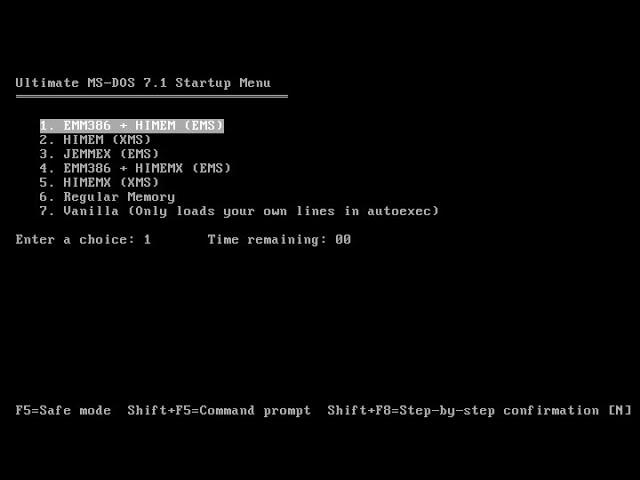 Ultimate MS-DOS 7.1 Startup Menu
1. EMM386 + HIMEM (EMS)
2. HIMEM (XMS)
3. JEMMEX (EMS)
4. EMM386 + HIMEMX (EMS)
5. HIMEMX (XMS)
6. Regular Memory
7. Vanilla (Only loads your own lines in autoexec)
Enter a choice: 1 Time remaining: 00
F5=Safe mode Shift+F5=Command prompt Shift+F8=Step-by-step confirmation [N]